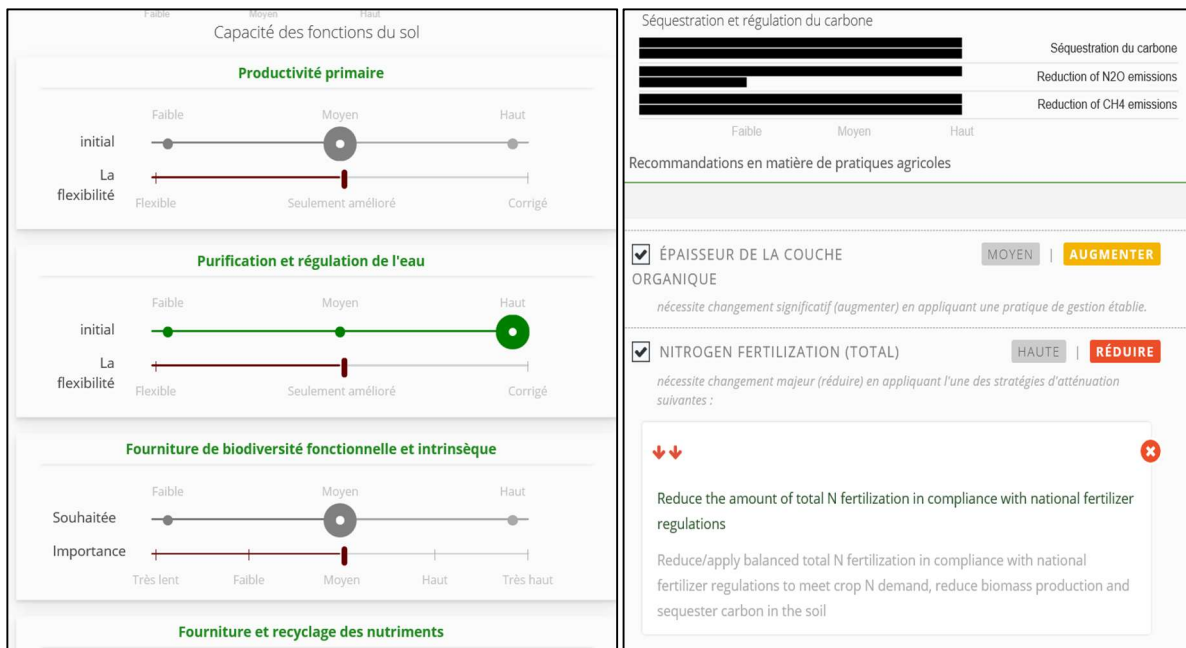 Faible Moyen Haut
Capacité des fonctions du sol
Productivité primaire
Faible Moyen Haut
initial
La
flexibilité
Flexible Seulement amélioré Corrigé
Purification et régulation de l'eau
Faible Moyen Haut
initial
La
flexibilité
Flexible Seulement amélioré Corrigé
Fourniture de biodiversité fonctionnelle et intrinsèque
Faible Moyen Haut
Souhaitée
Importance
Très lent Faible Moyen Haut Très haut
Fourniture et recyclage des nutriments
Séquestration et régulation du carbone
Séquestration du carbone
Reduction of N2O emissions
Reduction of CH4 emissions
Faible Moyen Haut
Recommandations en matière de pratiques agricoles
ÉPAISSEUR DE LA COUCHE MOYEN | AUGMENTER
ORGANIQUE
nécessite changement significatif (augmenter) en appliquant une pratique de gestion établie.
NITROGEN FERTILIZATION (TOTAL) HAUTE | RÉDUIRE
nécessite changement majeur (réduire) en appliquant l'une des stratégies d'atténuation
suivantes :
Reduce the amount of total N fertilization in compliance with national fertilizer
regulations
Reduce/apply balanced total N fertilization in compliance with national
fertilizer regulations to meet crop N demand, reduce biomass production and
sequester carbon in the soil